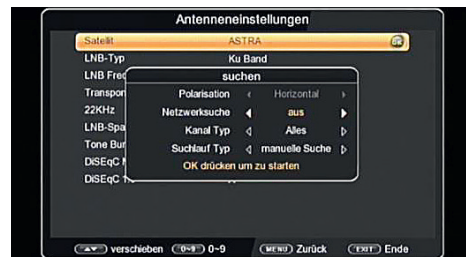 Antenneneinstellungen
Satellit ASTRA OK
LNB-Typ Ku Band
LNB Freq
suchen
Transpon
Polarisation Horizontal
22KHz
Netzwerksuche aus
LNB-Spa
Kanal Typ Alles
Tone Bur
Suchlauf Typ manuelle Suche
DiSEqC
OK drücken um zu starten
DiSEqC
verschieben 0~9 0~9 MENU Zurück EXIT Ende